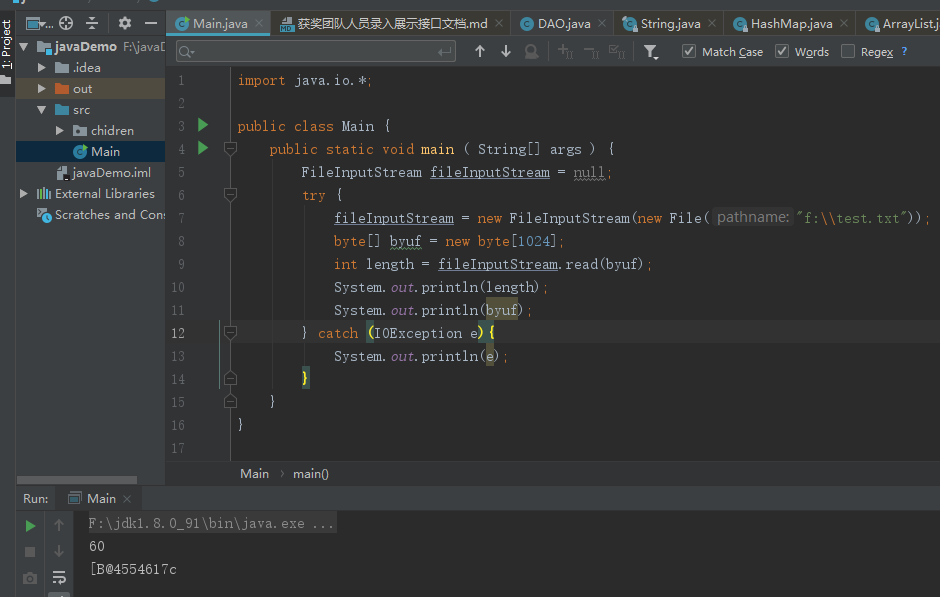 1: Project
javaDemo F:\javaD
.idea
out
src
chidren
Main
javaDemo.iml
External Libraries
Scratches and Con
Main.java
获奖团队人员录入展示接口文档.md
DAO.java
String.java
HashMap.java
ArrayList.j
Match Case
Words
Regex ?
1 import java.io.*;
2
3 public class Main {
4 public static void main ( String[] args ) {
5 FileInputStream fileInputStream = null;
6 try {
7 fileInputStream = new FileInputStream(new File( pathname: "f:\\test.txt"));
8 byte[] byuf = new byte[1024];
9 int length = fileInputStream.read(byuf);
10 System.out.println(length);
11 System.out.println(byuf);
12 } catch (IOException e){
13 System.out.println(e);
14 }
15 }
16 }
17
Main › main()
Run: Main
F:\jdk1.8.0_91\bin\java.exe ...
60
[B@4554617c